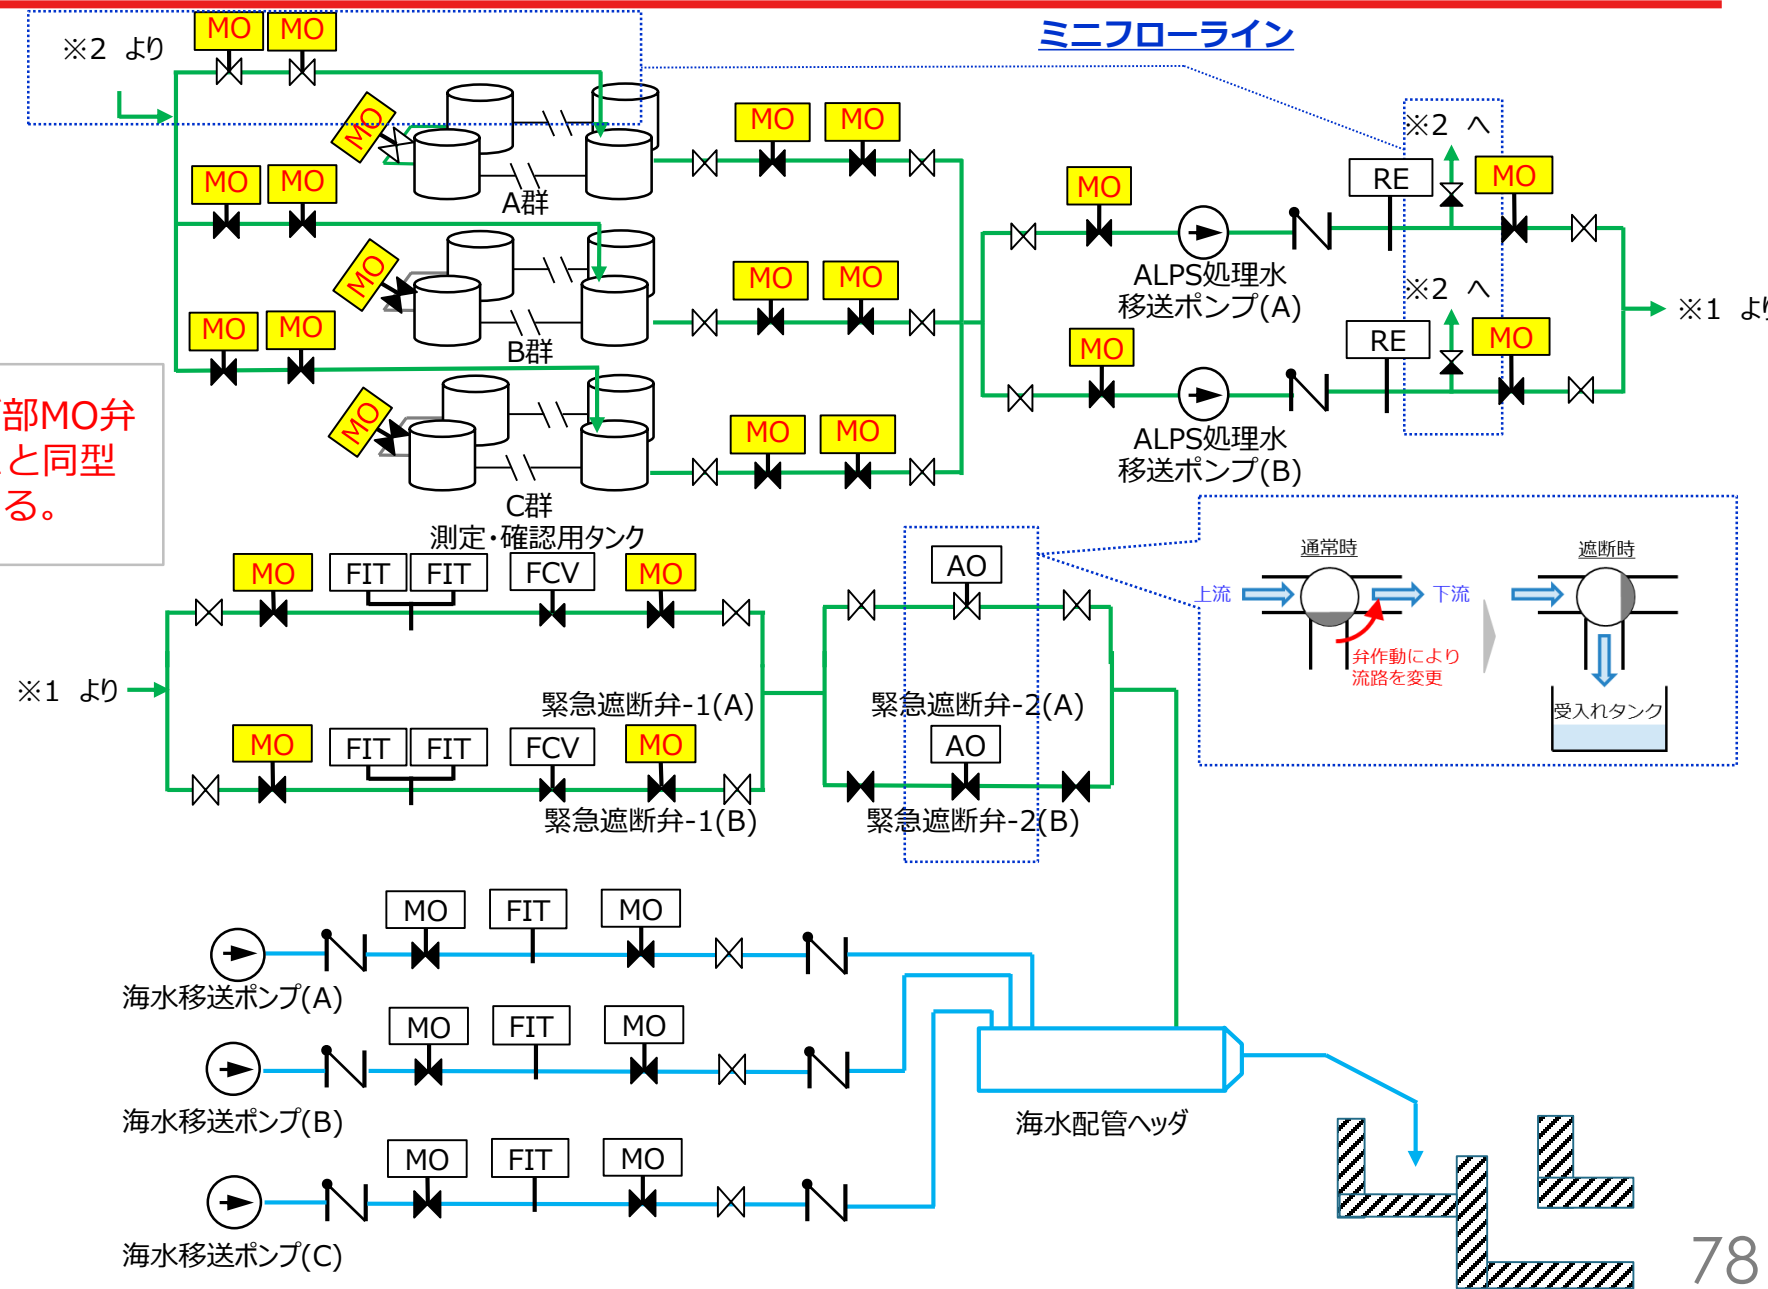 ミニフローライン
※2 より
MO
MO
MO
A群
MO
MO
MO
MO
MO
B群
MO
MO
MO
MO
MO
C群
測定・確認用タンク
MO
MO
MO
ALPS処理水
移送ポンプ(A)
RE
※2 へ
MO
MO
ALPS処理水
移送ポンプ(B)
RE
※2 へ
MO
※1 よ
部MO弁
と同型
る。
※1 より
MO
FIT
FIT
FCV
MO
緊急遮断弁-1(A)
MO
FIT
FIT
FCV
MO
緊急遮断弁-1(B)
AO
緊急遮断弁-2(A)
AO
緊急遮断弁-2(B)
通常時
上流
下流
弁作動により
流路を変更
遮断時
受入れタンク
MO
FIT
MO
海水移送ポンプ(A)
MO
FIT
MO
海水移送ポンプ(B)
MO
FIT
MO
海水移送ポンプ(C)
海水配管ヘッダ
78